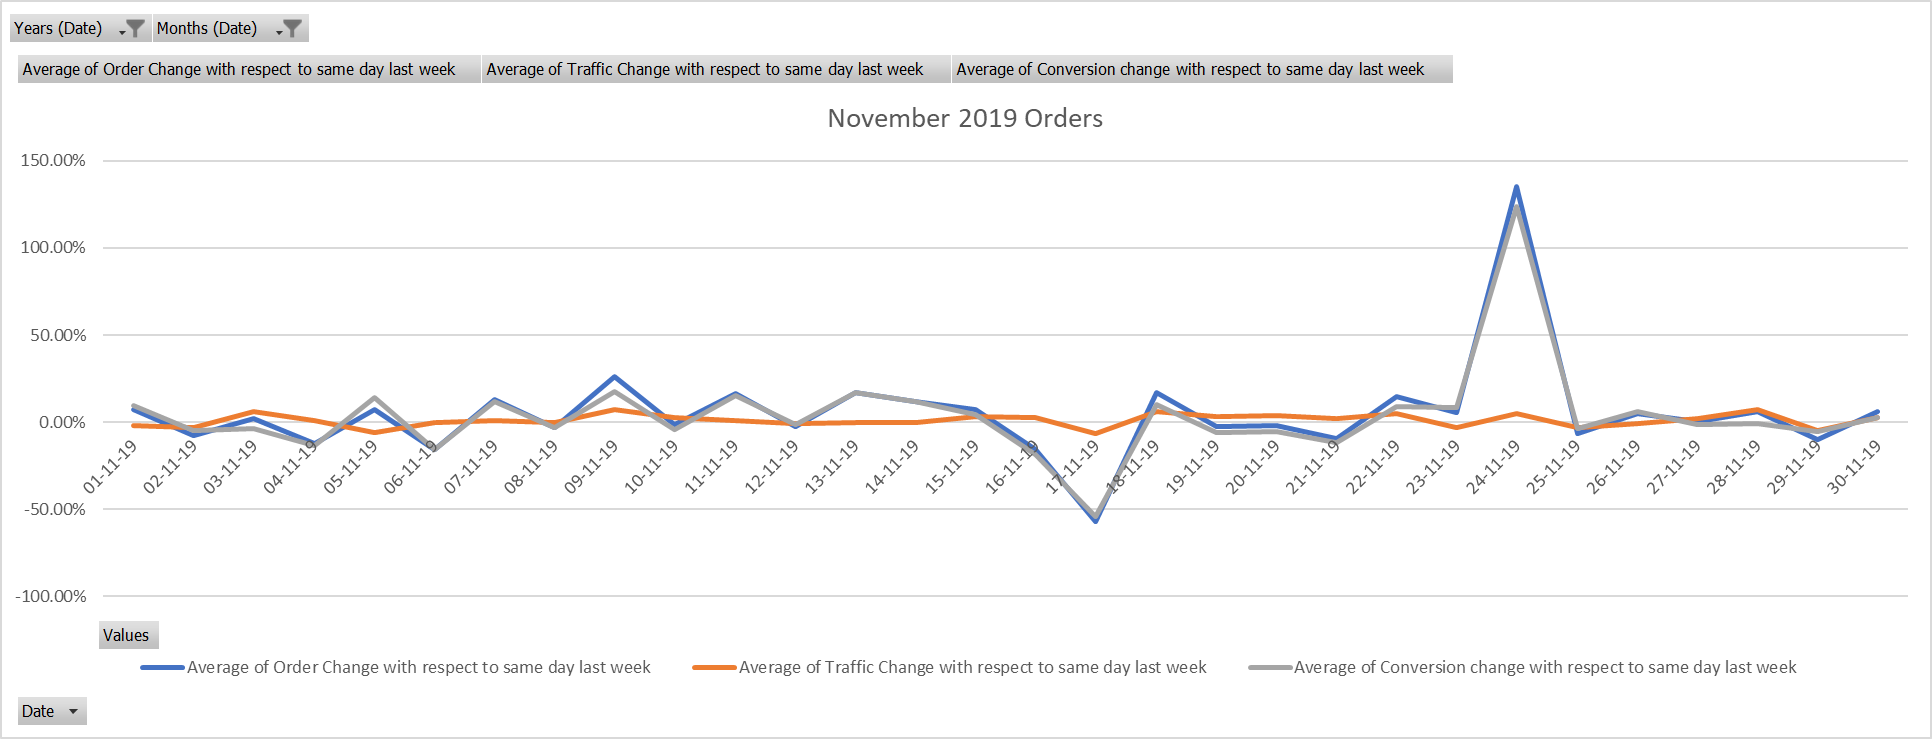 Years (Date) Months (Date)
Average of Order Change with respect to same day last week Average of Traffic Change with respect to same day last week Average of Conversion change with respect to same day last week
November 2019 Orders
150.00%
100.00%
50.00%
0.00%
-50.00%
-100.00%
01-11-19 02-11-19 03-11-19 04-11-19 05-11-19 06-11-19 07-11-19 08-11-19 09-11-19 10-11-19 11-11-19 12-11-19 13-11-19 14-11-19 15-11-19 16-11-19 17-11-19 18-11-19 19-11-19 20-11-19 21-11-19 22-11-19 23-11-19 24-11-19 25-11-19 26-11-19 27-11-19 28-11-19 29-11-19 30-11-19
Values
Average of Order Change with respect to same day last week Average of Traffic Change with respect to same day last week Average of Conversion change with respect to same day last week
Date